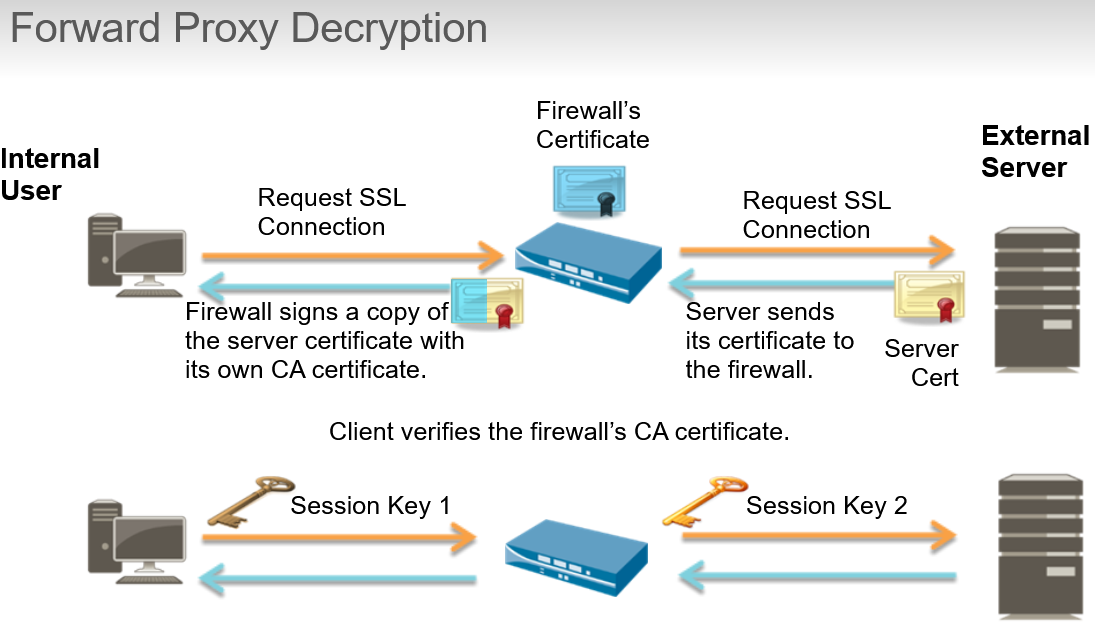 Forward Proxy Decryption
Firewall's
Certificate
Internal
User
External
Server
Request SSL
Connection
Request SSL
Connection
Firewall signs a copy of
the server certificate with
its own CA certificate.
Server sends
its certificate to
the firewall.
Server
Cert
Client verifies the firewall's CA certificate.
Session Key 1
Session Key 2